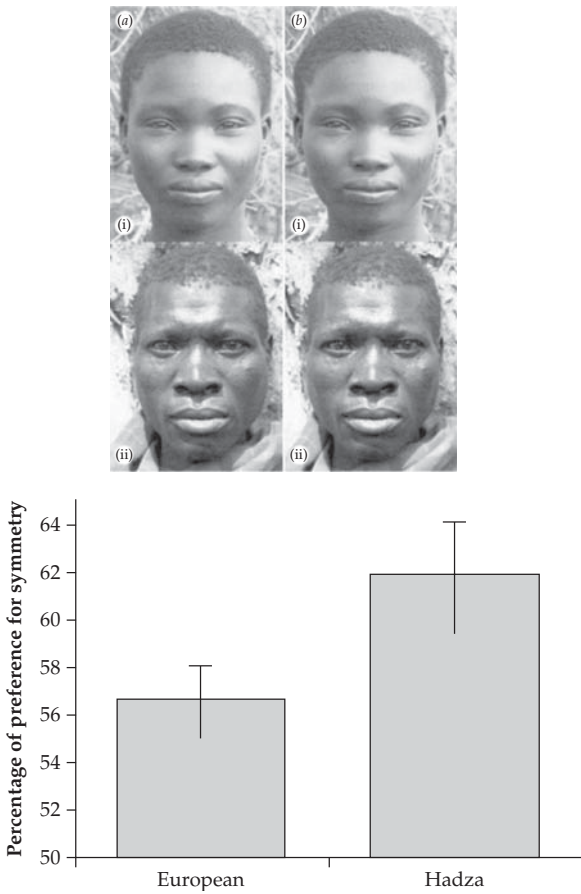 (a) (b)
(i) (i)
(ii) (ii)
Percentage of preference for symmetry
64
62
60
58
56
54
52
50
European Hadza